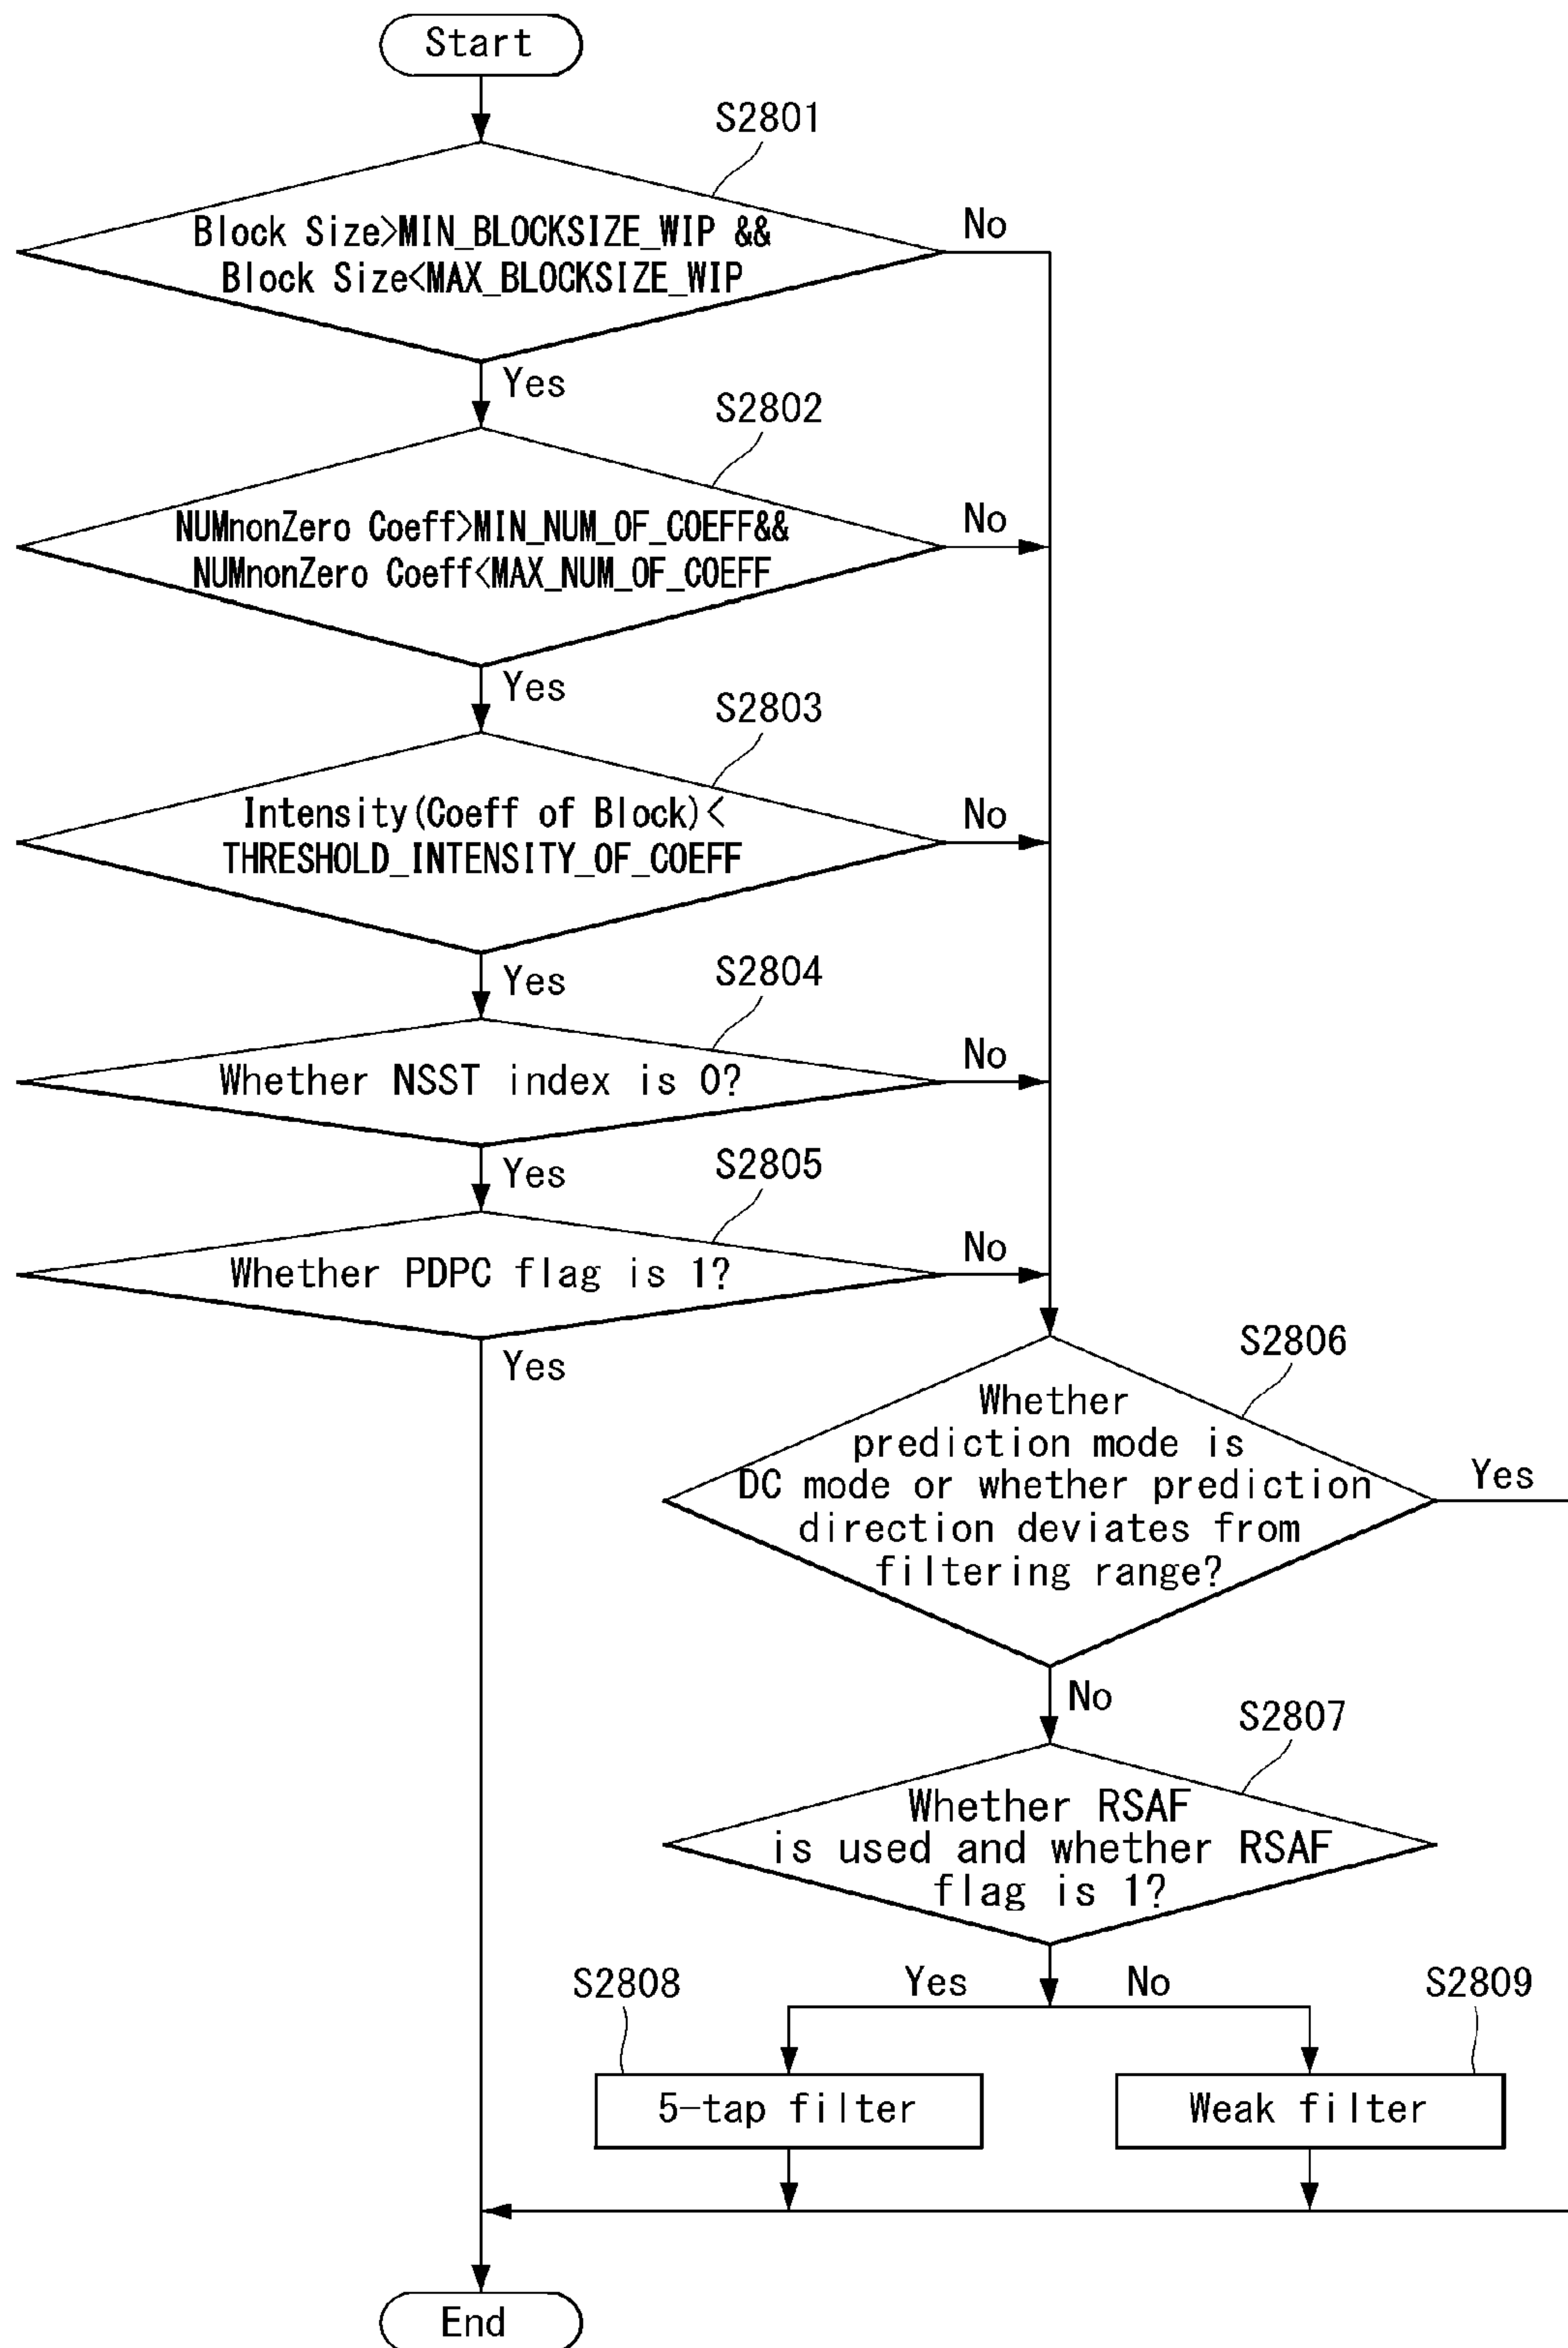 Start
S2801
Block Size>MIN_BLOCKSIZE_WIP &&
Block Size<MAX_BLOCKSIZE_WIP
No
Yes
S2802
NUMnonZero Coeff>MIN_NUM_OF_COEFF&&
NUMnonZero Coeff<MAX_NUM_OF_COEFF
No
Yes
S2803
Intensity(Coeff of Block)<
THRESHOLD_INTENSITY_OF_COEFF
No
Yes
S2804
Whether NSST index is 0?
No
Yes
S2805
Whether PDPC flag is 1?
No
Yes
S2806
Whether
prediction mode is
DC mode or whether prediction
direction deviates from
filtering range?
Yes
No
S2807
Whether RSAF
is used and whether RSAF
flag is 1?
Yes
No
S2808
5-tap filter
S2809
Weak filter
End